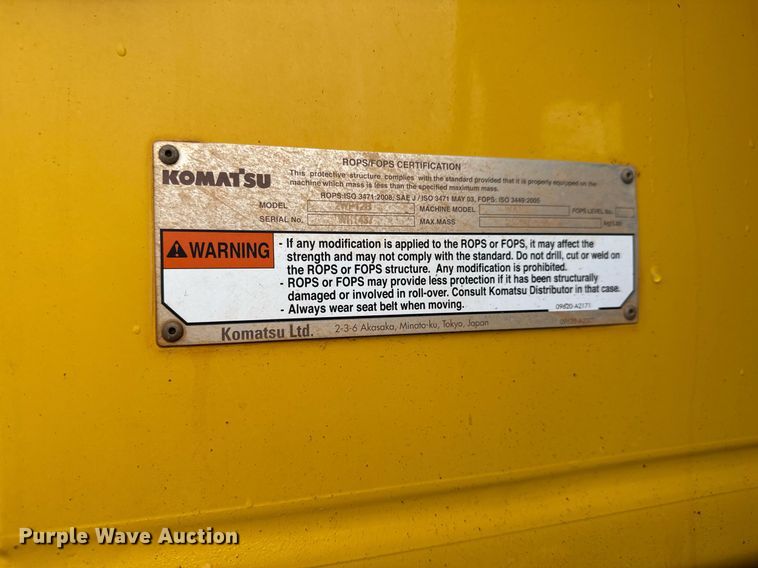 ROPS/FOPS CERTIFICATION
KOMATSU
This protective structure complies with the standard provided that it is properly equipped on the
machine which mass is less than the specified maximum mass.
ROPS:ISO 3471:2008, SAE J / ISO 3471 MAY 03, FOPS: ISO 3449:2005
MODEL MACHINE MODEL FOPS LEVEL No.
SERIAL No. MAX.MASS
WARNING
- If any modification is applied to the ROPS or FOPS, it may affect the
strength and may not comply with the standard. Do not drill, cut or weld on
the ROPS or FOPS structure. Any modification is prohibited.
- ROPS or FOPS may provide less protection if it has been structurally
damaged or involved in roll-over. Consult Komatsu Distributor in that case.
- Always wear seat belt when moving.
09620-A2171
Komatsu Ltd. 2-3-6 Akasaka, Minato-ku, Tokyo, Japan
Purple Wave Auction